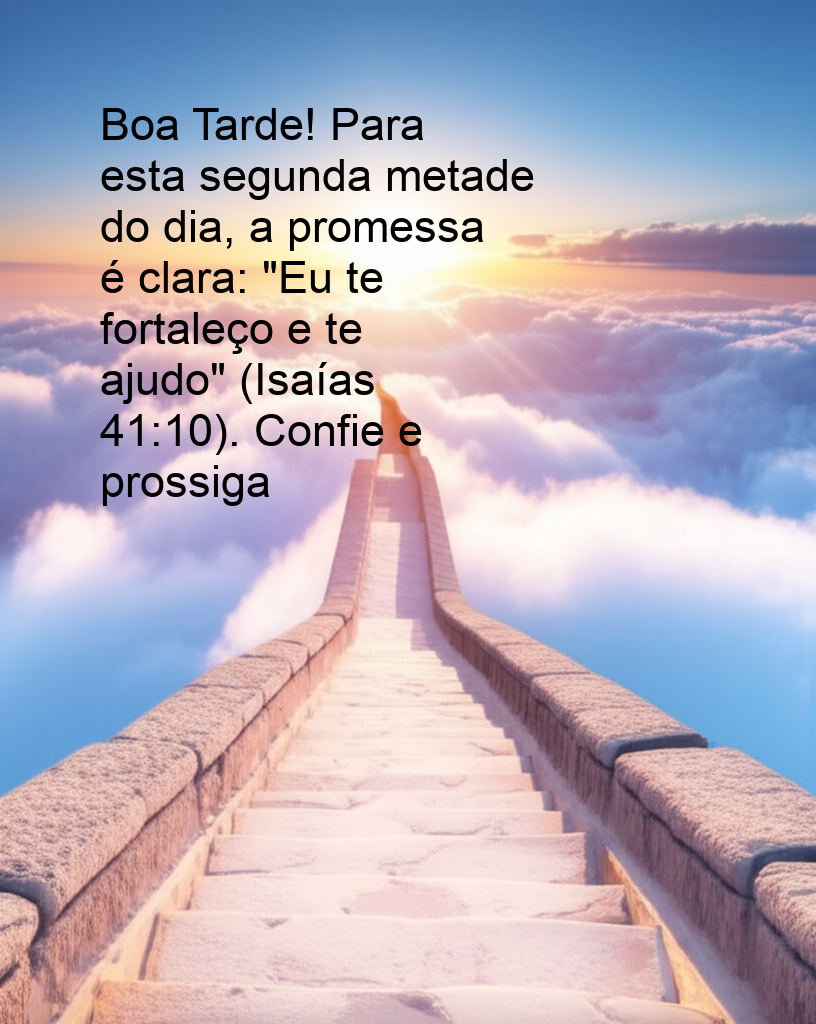 Boa Tarde! Para
esta segunda metade
do dia, a promessa
é clara: "Eu te
fortaleço e te
ajudo" (Isaías
41:10). Confie e
prossiga